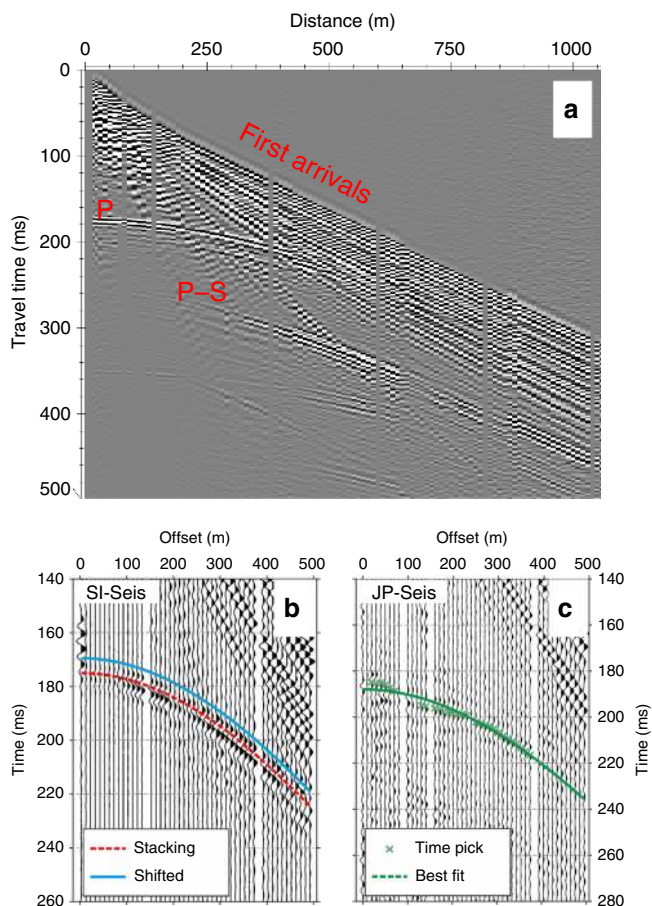 Distance (m)
0 250 500 750 1000
a
0
100
200
300
400
500
Travel time (ms)
First arrivals
P
P–S
Offset (m)
0 100 200 300 400 500
SI-Seis
b
140
160
180
200
220
240
260
Time (ms)
Stacking
Shifted
Offset (m)
0 100 200 300 400 500
JP-Seis
c
140
160
180
200
220
240
260
280
Time (ms)
Time pick
Best fit